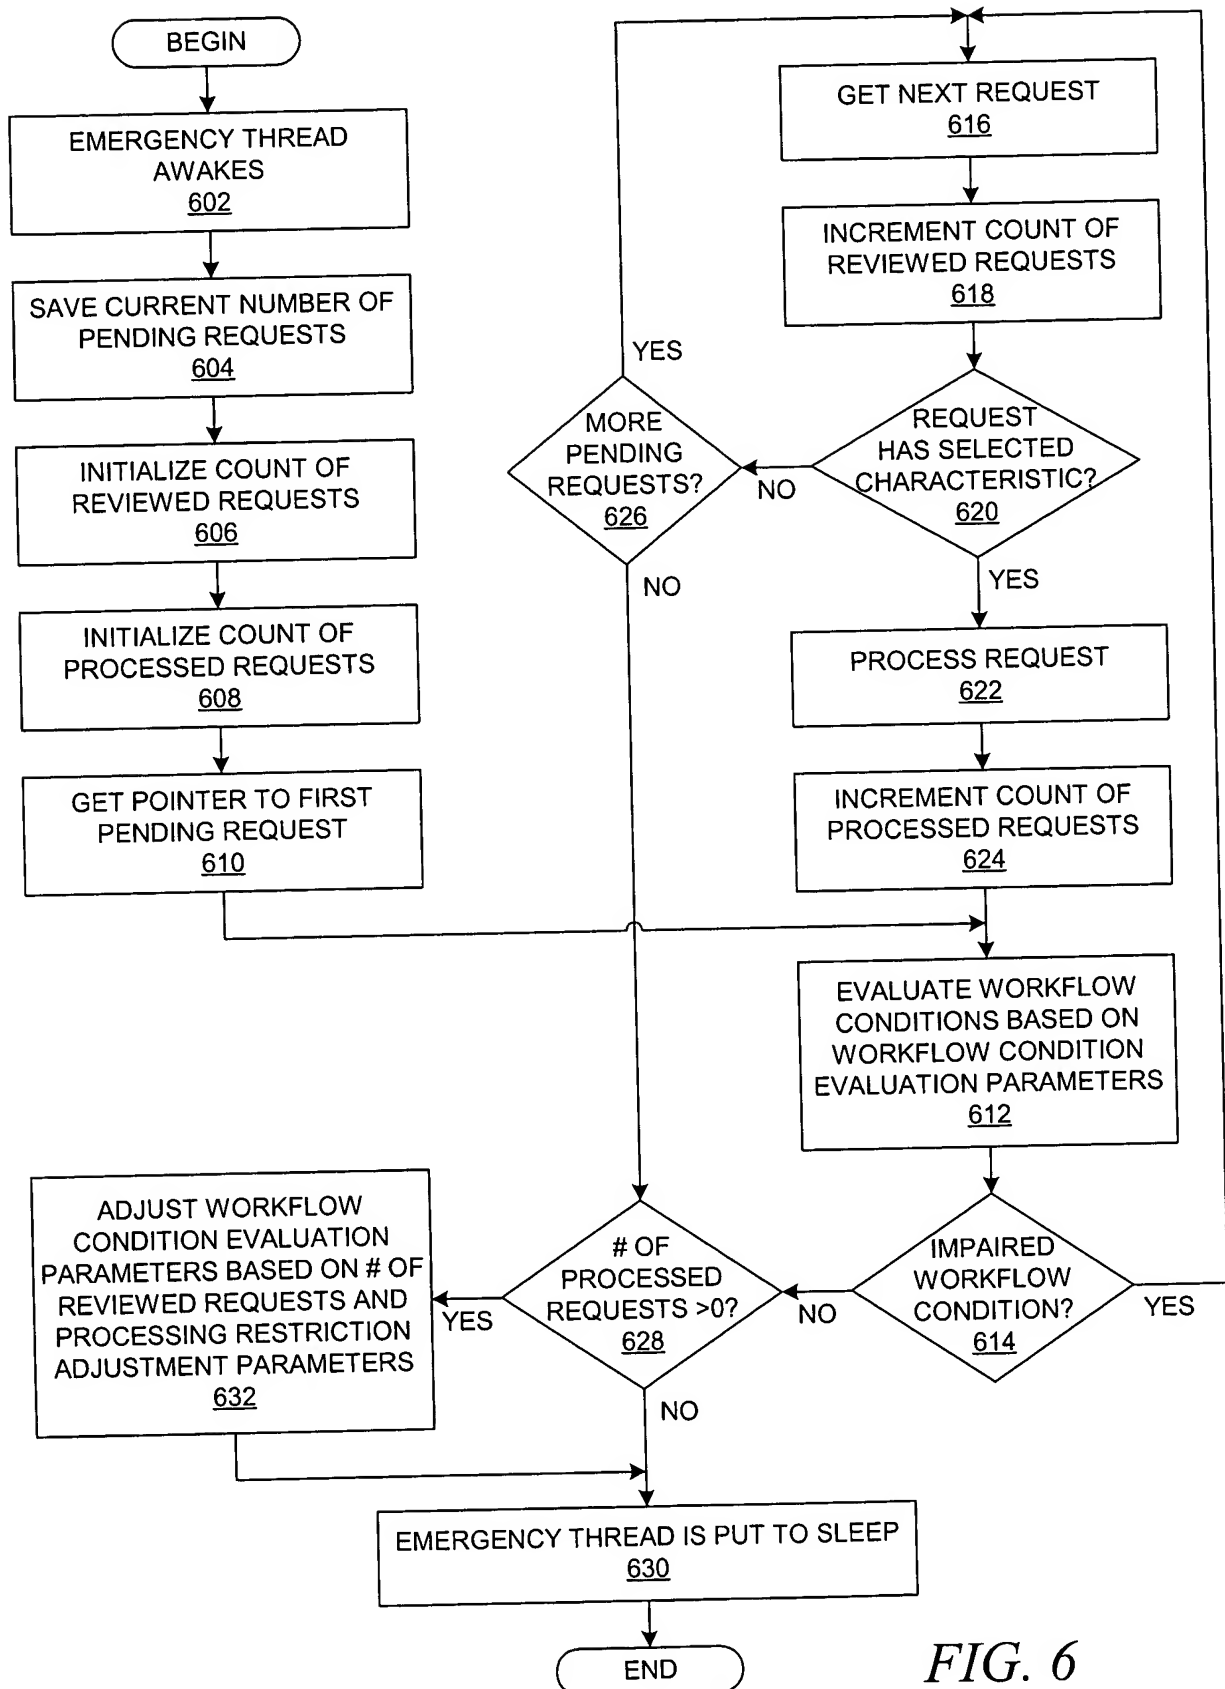 BEGIN
EMERGENCY THREAD
AWAKES
602
SAVE CURRENT NUMBER OF
PENDING REQUESTS
604
INITIALIZE COUNT OF
REVIEWED REQUESTS
606
INITIALIZE COUNT OF
PROCESSED REQUESTS
608
GET POINTER TO FIRST
PENDING REQUEST
610
GET NEXT REQUEST
616
INCREMENT COUNT OF
REVIEWED REQUESTS
618
REQUEST
HAS SELECTED
CHARACTERISTIC?
620
NO
YES
MORE
PENDING
REQUESTS?
626
YES
NO
PROCESS REQUEST
622
INCREMENT COUNT OF
PROCESSED REQUESTS
624
EVALUATE WORKFLOW
CONDITIONS BASED ON
WORKFLOW CONDITION
EVALUATION PARAMETERS
612
IMPAIRED
WORKFLOW
CONDITION?
614
YES
NO
# OF
PROCESSED
REQUESTS >0?
628
YES
NO
ADJUST WORKFLOW
CONDITION EVALUATION
PARAMETERS BASED ON # OF
REVIEWED REQUESTS AND
PROCESSING RESTRICTION
ADJUSTMENT PARAMETERS
632
EMERGENCY THREAD IS PUT TO SLEEP
630
END
FIG. 6